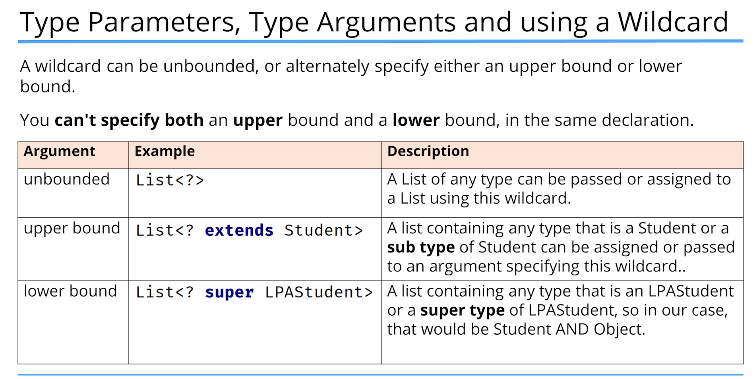 Type Parameters, Type Arguments and using a Wildcard
A wildcard can be unbounded, or alternately specify either an upper bound or lower
bound.
You can't specify both an upper bound and a lower bound, in the same declaration.
Argument Example Description
unbounded List<?> A List of any type can be passed or assigned to
a List using this wildcard.
upper bound List<? extends Student> A list containing any type that is a Student or a
sub type of Student can be assigned or passed
to an argument specifying this wildcard..
lower bound List<? super LPAStudent> A list containing any type that is an LPAStudent
or a super type of LPAStudent, so in our case,
that would be Student AND Object.